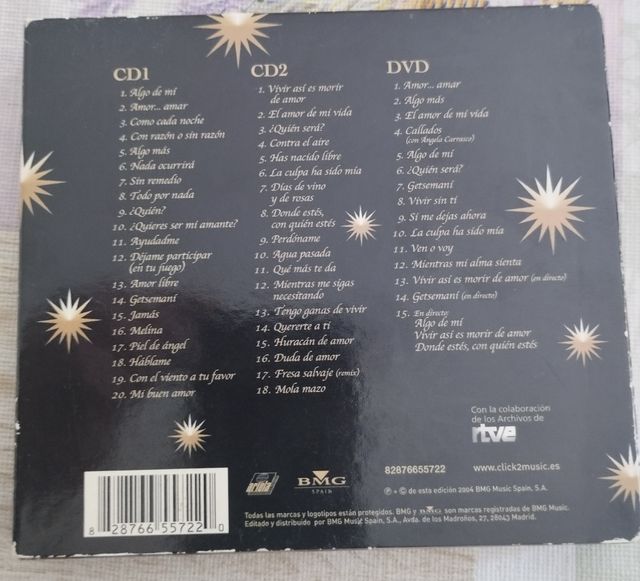 CD1
1. Algo de mí
2. Amor... amar
3. Como cada noche
4. Con razón o sin razón
5. Algo más
6. Nada ocurrirá
7. Sin remedio
8. Todo por nada
9. ¿Quién?
10. ¿Quieres ser mi amante?
11. Ayudadme
12. Déjame participar
(en tu juego)
13. Amor libre
14. Getsemaní
15. Jamás
16. Melina
17. Piel de ángel
18. Háblame
19. Con el viento a tu favor
20. Mi buen amor
CD2
1. Vivir así es morir
de amor
2. El amor de mi vida
3. ¿Quién será?
4. Contra el aire
5. Has nacido libre
6. La culpa ha sido mía
7. Días de vino
y de rosas
8. Donde estés,
con quién estés
9. Perdóname
10. Agua pasada
11. Qué más te da
12. Mientras me sigas
necesitando
13. Tengo ganas de vivir
14. Quererte a ti
15. Huracán de amor
16. Duda de amor
17. Fresa salvaje (remix)
18. Mola mazo
DVD
1. Amor... amar
2. Algo más
3. El amor de mi vida
4. Callados
(con Ángela Carrasco)
5. Algo de mí
6. ¿Quién será?
7. Getsemaní
8. Vivir sin ti
9. Si me dejas ahora
10. La culpa ha sido mía
11. Ven o voy
12. Mientras mi alma sienta
13. Vivir así es morir de amor (en directo)
14. Getsemaní (en directo)
15. En directo:
Algo de mí
Vivir así es morir de amor
Donde estés, con quién estés
Con la colaboración
de los Archivos de
rtve
8 28766 55722 0
ariola
BMG
SPAIN
82876655722
www.click2music.es
℗ + © de esta edición 2004 BMG Music Spain, S.A.
Todas las marcas y logotipos están protegidos. BMG y BMG son marcas registradas de BMG Music.
Editado y distribuido por BMG Music Spain, S.A., Avda. de los Madroños, 27, 28043 Madrid.